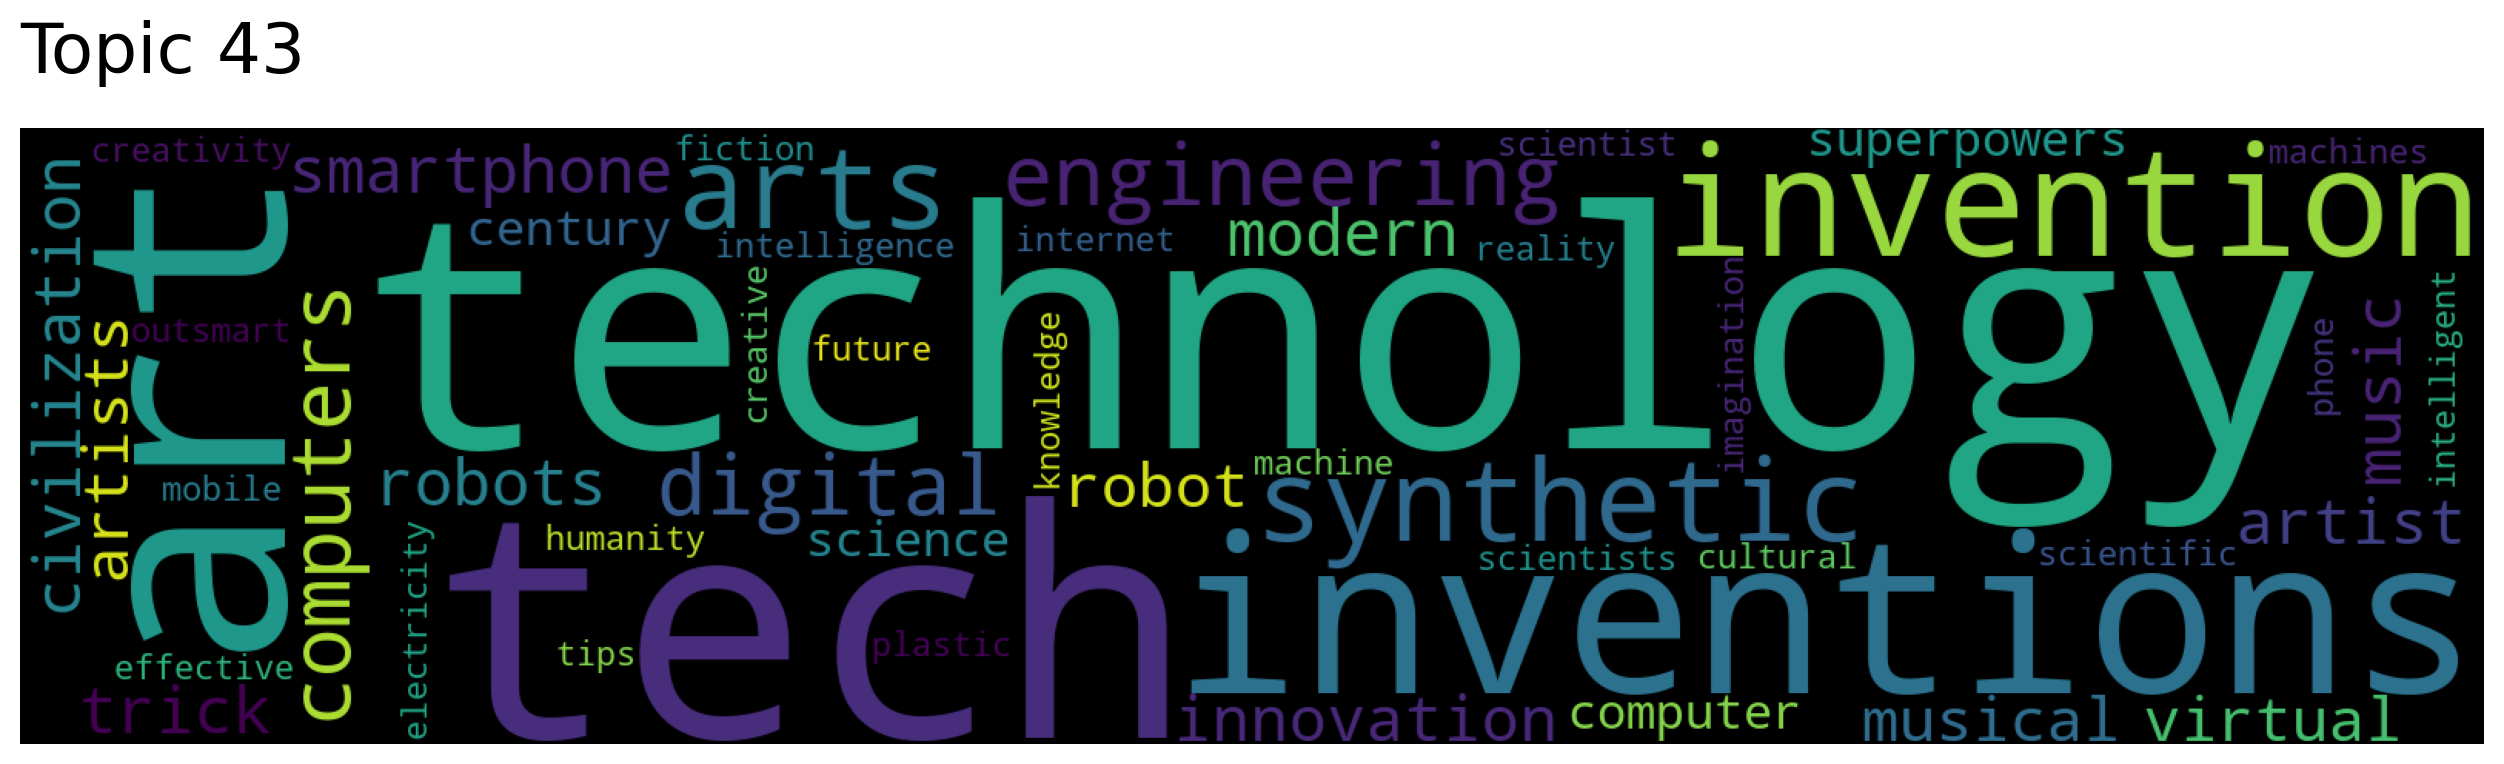 Topic 43
creativity
smartphone
fiction
arts
engineering
scientist
superpowers
machines
invention
civilization
art
century
intelligence
internet
modern
reality
technology
artists
outsmart
computers
creative
future
knowledge
imagination
phone
music
intelligent
mobile
robots
digital
robot
machine
synthetic
artist
electricity
humanity
science
scientists
cultural
scientific
tech
inventions
effective
tips
plastic
trick
innovation
computer
musical
virtual